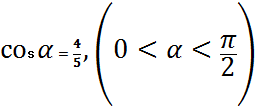 cos α = 4/5, (0 < α < π/2)